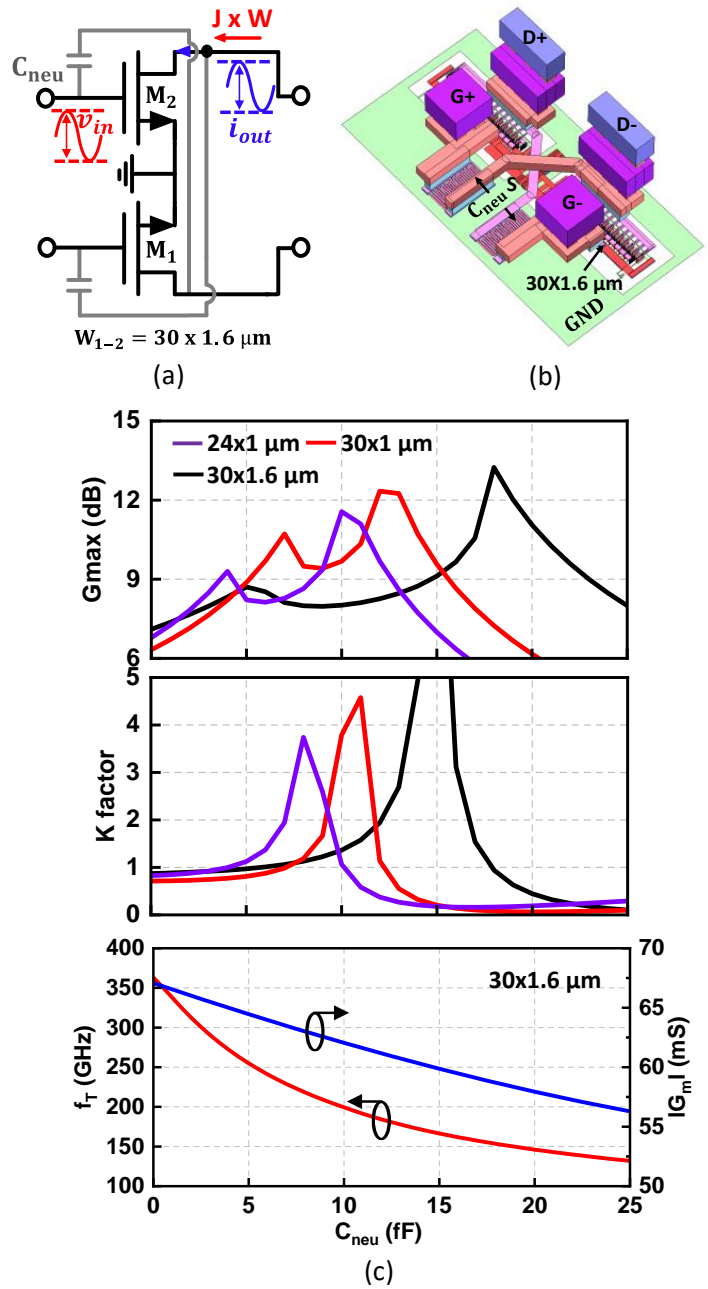 (a)
J x W
C_neu
M₂
v_in
i_out
M₁
W₁₋₂ = 30 x 1.6 μm
(a)
D+
G+
D-
C_neu S
G-
30X1.6 μm
GND
(b)
15
12
9
6
Gmax (dB)
24x1 μm
30x1 μm
30x1.6 μm
5
4
3
2
1
0
K factor
400
350
300
250
200
150
100
f_T (GHz)
30x1.6 μm
70
65
60
55
50
|G_m| (mS)
0
5
10
15
20
25
C_neu (fF)
(c)